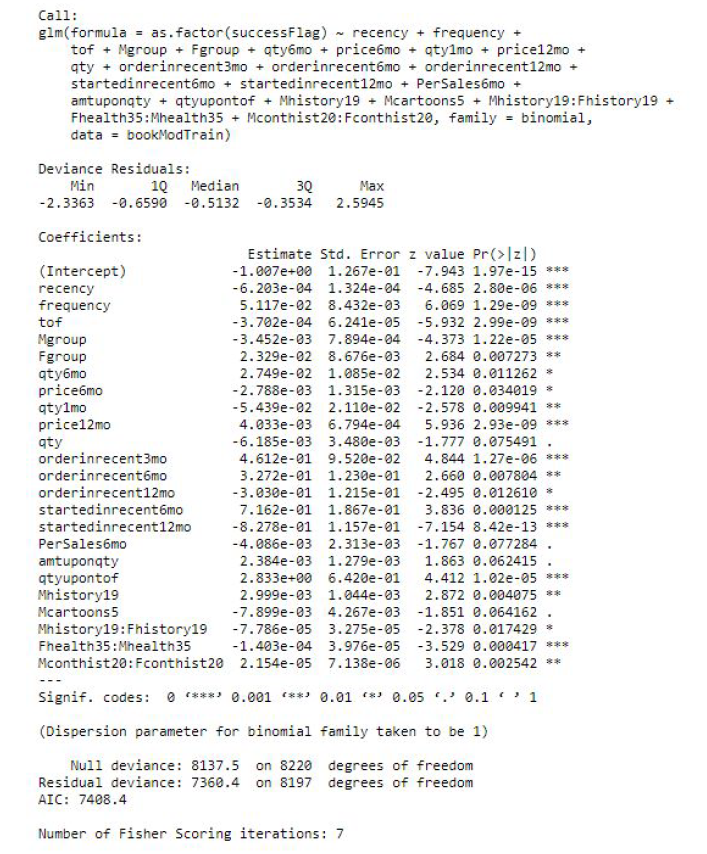 Call:
glm(formula = as.factor(successFlag) ~ recency + frequency +
    tof + Mgroup + Fgroup + qty6mo + price6mo + qty1mo + price12mo +
    qty + orderinrecent3mo + orderinrecent6mo + orderinrecent12mo +
    startedinrecent6mo + startedinrecent12mo + PerSales6mo +
    amtuponqty + qtyupontof + Mhistory19 + Mcartoons5 + Mhistory19:Fhistory19 +
    Fhealth35:Mhealth35 + Mconthist20:Fconthist20, family = binomial,
    data = bookModTrain)

Deviance Residuals:
    Min       1Q   Median       3Q      Max
-2.3363  -0.6590  -0.5132  -0.3534   2.5945

Coefficients:
                         Estimate Std. Error z value Pr(>|z|)
(Intercept)            -1.007e+00  1.267e-01  -7.943 1.97e-15 ***
recency                -6.203e-04  1.324e-04  -4.685 2.80e-06 ***
frequency               5.117e-02  8.432e-03   6.069 1.29e-09 ***
tof                    -3.702e-04  6.241e-05  -5.932 2.99e-09 ***
Mgroup                 -3.452e-03  7.894e-04  -4.373 1.22e-05 ***
Fgroup                  2.329e-02  8.676e-03   2.684 0.007273 **
qty6mo                  2.749e-02  1.085e-02   2.534 0.011262 *
price6mo               -2.788e-03  1.315e-03  -2.120 0.034019 *
qty1mo                 -5.439e-02  2.110e-02  -2.578 0.009941 **
price12mo               4.033e-03  6.794e-04   5.936 2.93e-09 ***
qty                    -6.185e-03  3.480e-03  -1.777 0.075491 .
orderinrecent3mo        4.612e-01  9.520e-02   4.844 1.27e-06 ***
orderinrecent6mo        3.272e-01  1.230e-01   2.660 0.007804 **
orderinrecent12mo      -3.030e-01  1.215e-01  -2.495 0.012610 *
startedinrecent6mo      7.162e-01  1.867e-01   3.836 0.000125 ***
startedinrecent12mo    -8.278e-01  1.157e-01  -7.154 8.42e-13 ***
PerSales6mo            -4.086e-03  2.313e-03  -1.767 0.077284 .
amtuponqty              2.384e-03  1.279e-03   1.863 0.062415 .
qtyupontof              2.833e+00  6.420e-01   4.412 1.02e-05 ***
Mhistory19              2.999e-03  1.044e-03   2.872 0.004075 **
Mcartoons5             -7.899e-03  4.267e-03  -1.851 0.064162 .
Mhistory19:Fhistory19  -7.786e-05  3.275e-05  -2.378 0.017429 *
Fhealth35:Mhealth35    -1.403e-04  3.976e-05  -3.529 0.000417 ***
Mconthist20:Fconthist20  2.154e-05  7.138e-06   3.018 0.002542 **
---
Signif. codes:  0 ‘***’ 0.001 ‘**’ 0.01 ‘*’ 0.05 ‘.’ 0.1 ‘ ’ 1

(Dispersion parameter for binomial family taken to be 1)

    Null deviance: 8137.5  on 8220  degrees of freedom
Residual deviance: 7360.4  on 8197  degrees of freedom
AIC: 7408.4

Number of Fisher Scoring iterations: 7